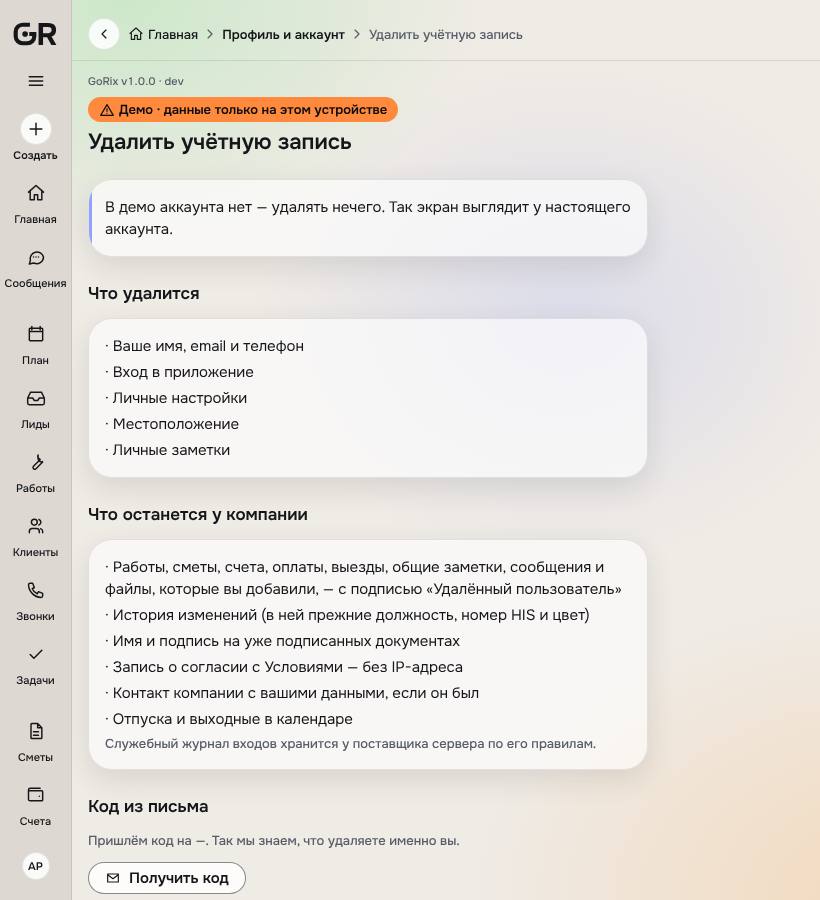 GR
Главная
Профиль и аккаунт
Удалить учётную запись
GoRix v1.0.0 · dev
Демо · данные только на этом устройстве
Удалить учётную запись
В демо аккаунта нет — удалять нечего. Так экран выглядит у настоящего
аккаунта.
Что удалится
· Ваше имя, email и телефон
· Вход в приложение
· Личные настройки
· Местоположение
· Личные заметки
Что останется у компании
· Работы, сметы, счета, оплаты, выезды, общие заметки, сообщения и
файлы, которые вы добавили, — с подписью «Удалённый пользователь»
· История изменений (в ней прежние должность, номер HIS и цвет)
· Имя и подпись на уже подписанных документах
· Запись о согласии с Условиями — без IP-адреса
· Контакт компании с вашими данными, если он был
· Отпуска и выходные в календаре
Служебный журнал входов хранится у поставщика сервера по его правилам.
Код из письма
Пришлём код на —. Так мы знаем, что удаляете именно вы.
Получить код
Создать
Главная
Сообщения
План
Лиды
Работы
Клиенты
Звонки
Задачи
Сметы
Счета
AP